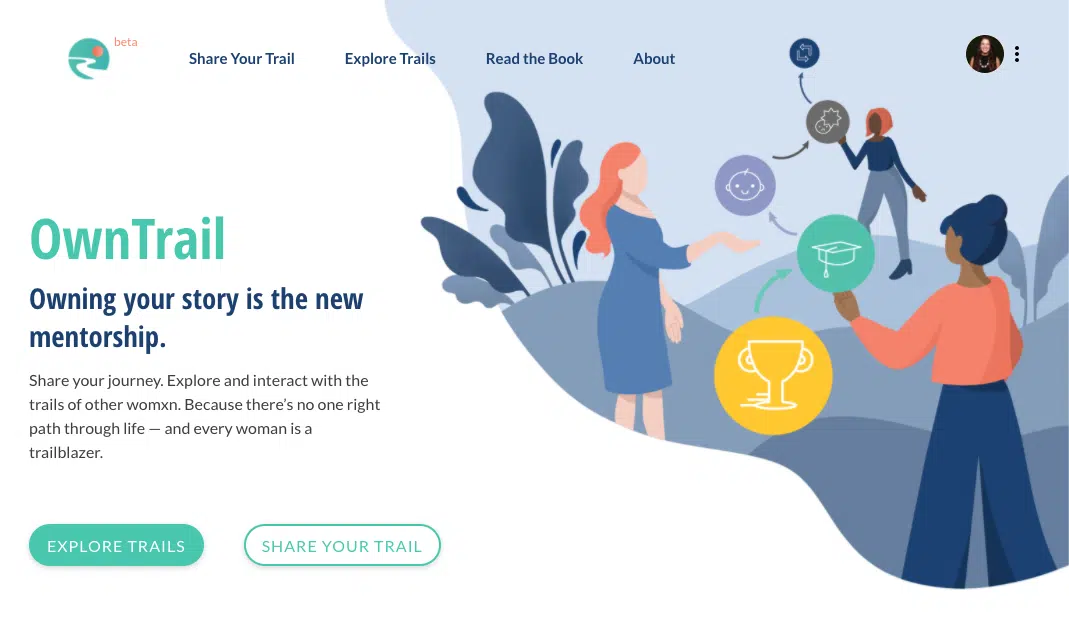 beta
Share Your Trail
Explore Trails
Read the Book
About
OwnTrail
Owning your story is the new
mentorship.
Share your journey. Explore and interact with the
trails of other womxn. Because there's no one right
path through life — and every woman is a
trailblazer.
EXPLORE TRAILS
SHARE YOUR TRAIL